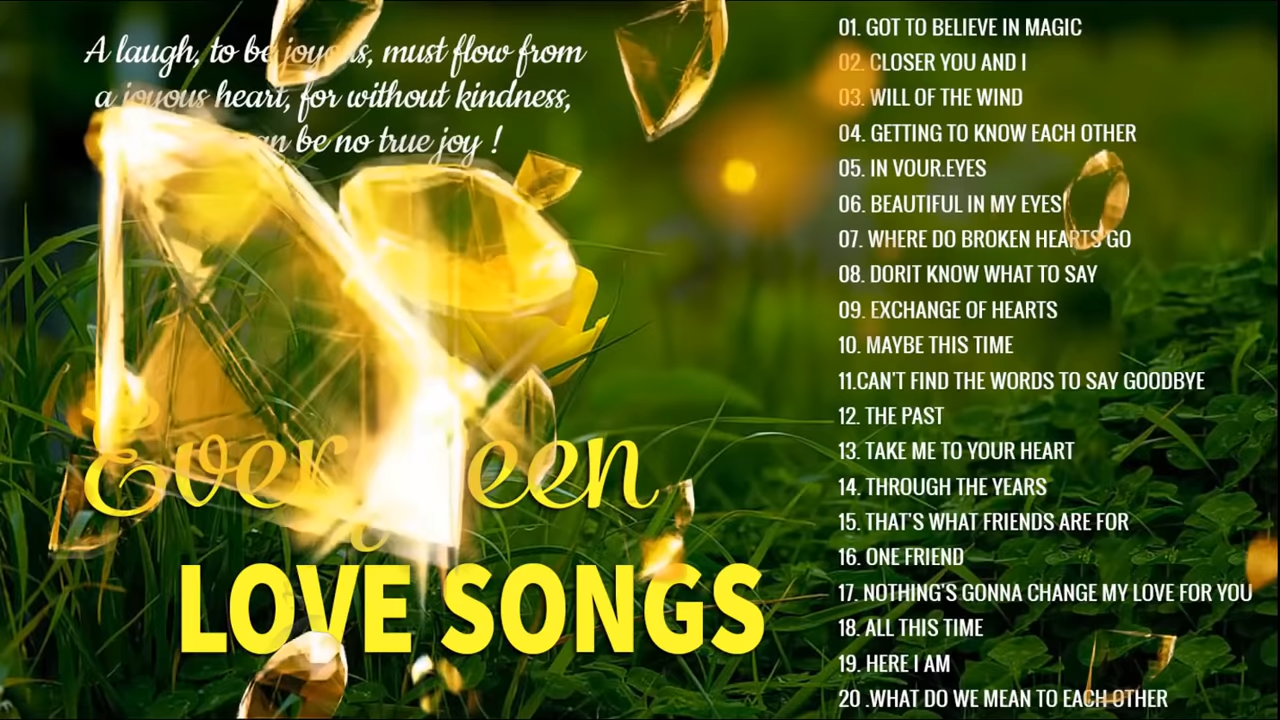 A laugh, to be joyous, must flow from
a joyous heart, for without kindness,
can be no true joy !
Ever een
LOVE SONGS
01. GOT TO BELIEVE IN MAGIC
02. CLOSER YOU AND I
03. WILL OF THE WIND
04. GETTING TO KNOW EACH OTHER
05. IN VOUR.EYES
06. BEAUTIFUL IN MY EYES
07. WHERE DO BROKEN HEARTS GO
08. DORIT KNOW WHAT TO SAY
09. EXCHANGE OF HEARTS
10. MAYBE THIS TIME
11.CAN'T FIND THE WORDS TO SAY GOODBYE
12. THE PAST
13. TAKE ME TO YOUR HEART
14. THROUGH THE YEARS
15. THAT'S WHAT FRIENDS ARE FOR
16. ONE FRIEND
17. NOTHING'S GONNA CHANGE MY LOVE FOR YOU
18. ALL THIS TIME
19. HERE I AM
20 .WHAT DO WE MEAN TO EACH OTHER